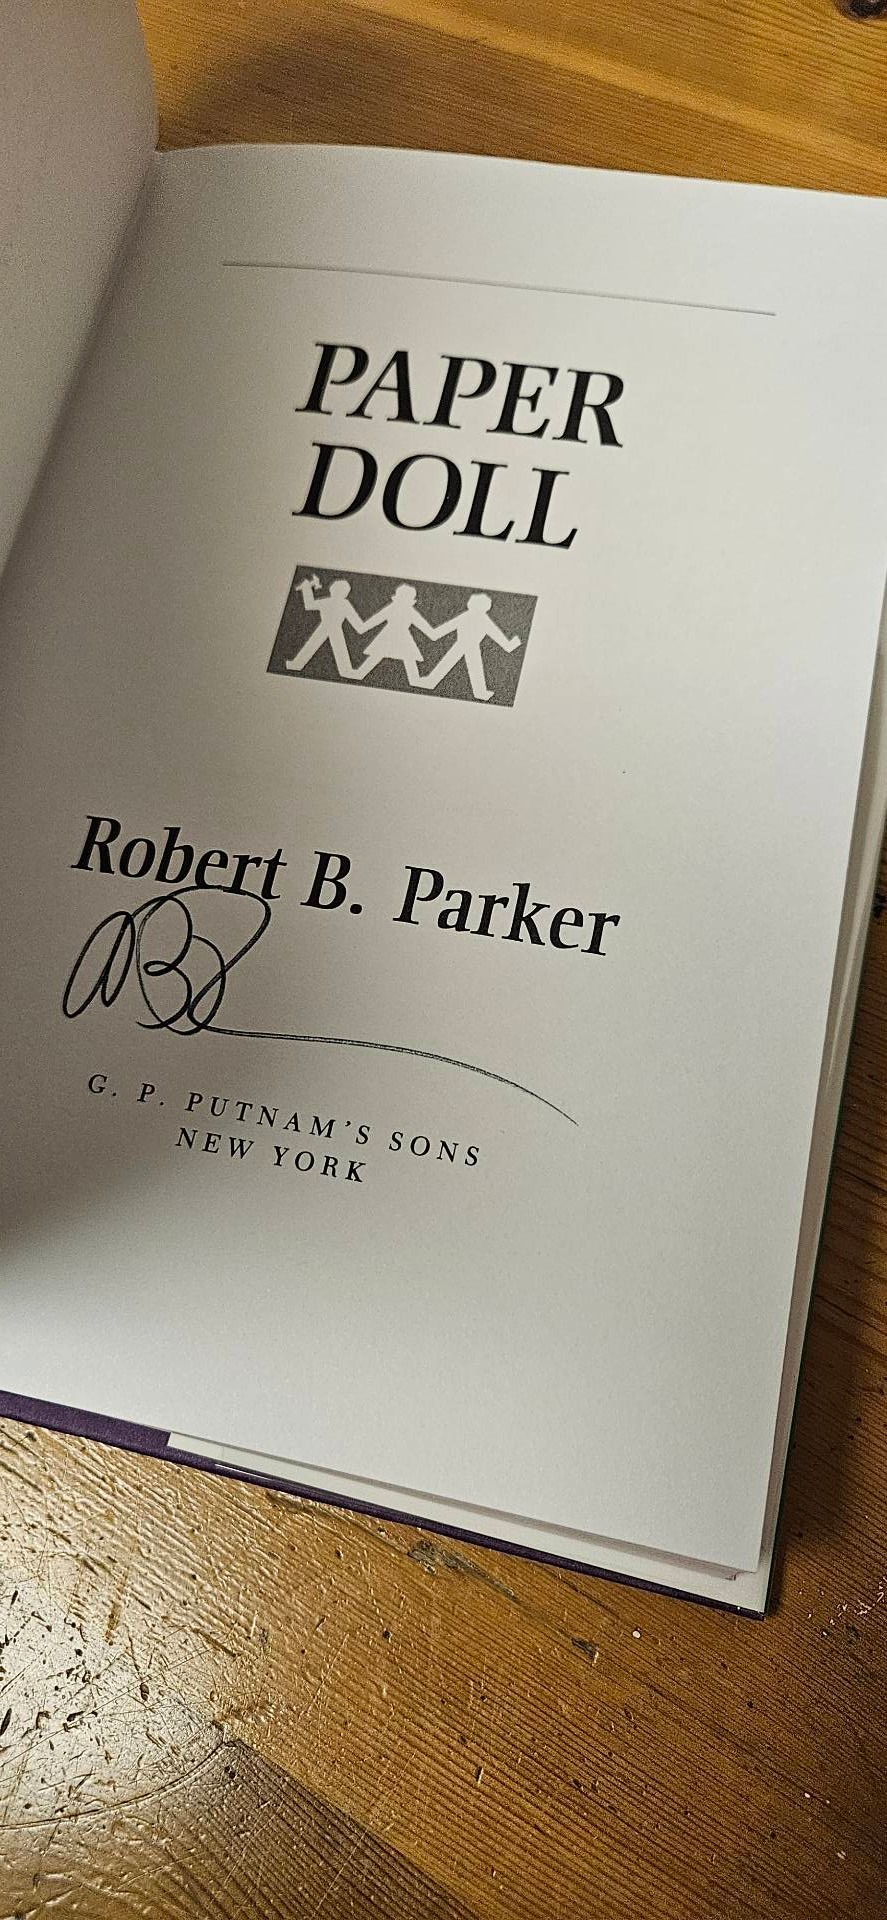 PAPER
DOLL
Robert B. Parker
G. P. PUTNAM'S SONS
NEW YORK